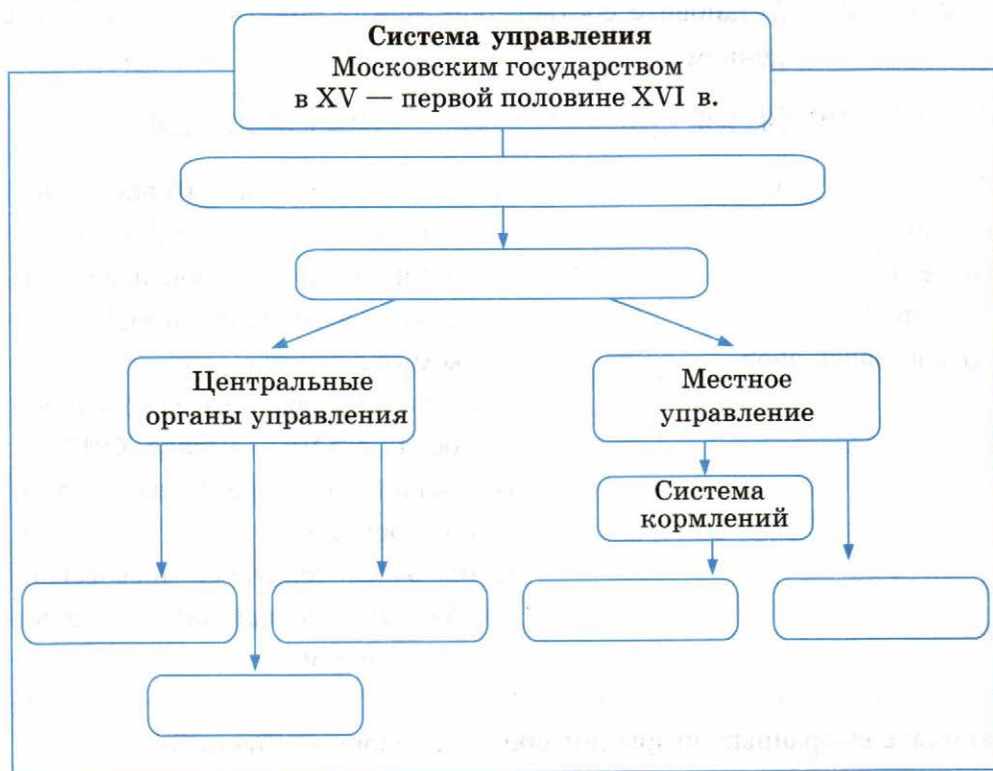 Система управления
Московским государством
в XV — первой половине XVI в.
Центральные
органы управления
Местное
управление
Система
кормлений